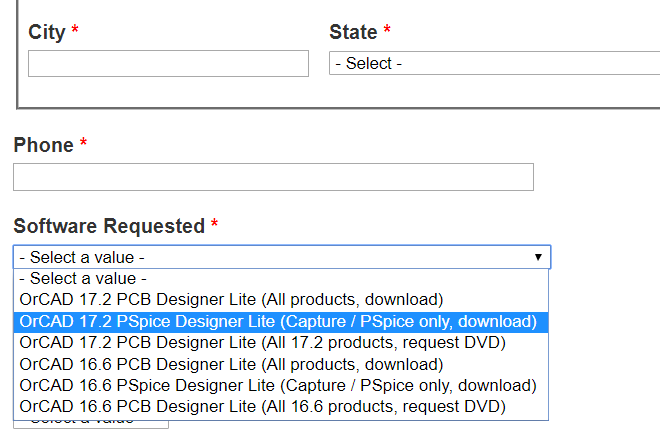 City * State *
- Select -
Phone *
Software Requested *
- Select a value -
- Select a value -
OrCAD 17.2 PCB Designer Lite (All products, download)
OrCAD 17.2 PSpice Designer Lite (Capture / PSpice only, download)
OrCAD 17.2 PCB Designer Lite (All 17.2 products, request DVD)
OrCAD 16.6 PCB Designer Lite (All products, download)
OrCAD 16.6 PSpice Designer Lite (Capture / PSpice only, download)
OrCAD 16.6 PCB Designer Lite (All 16.6 products, request DVD)
- Select a value -